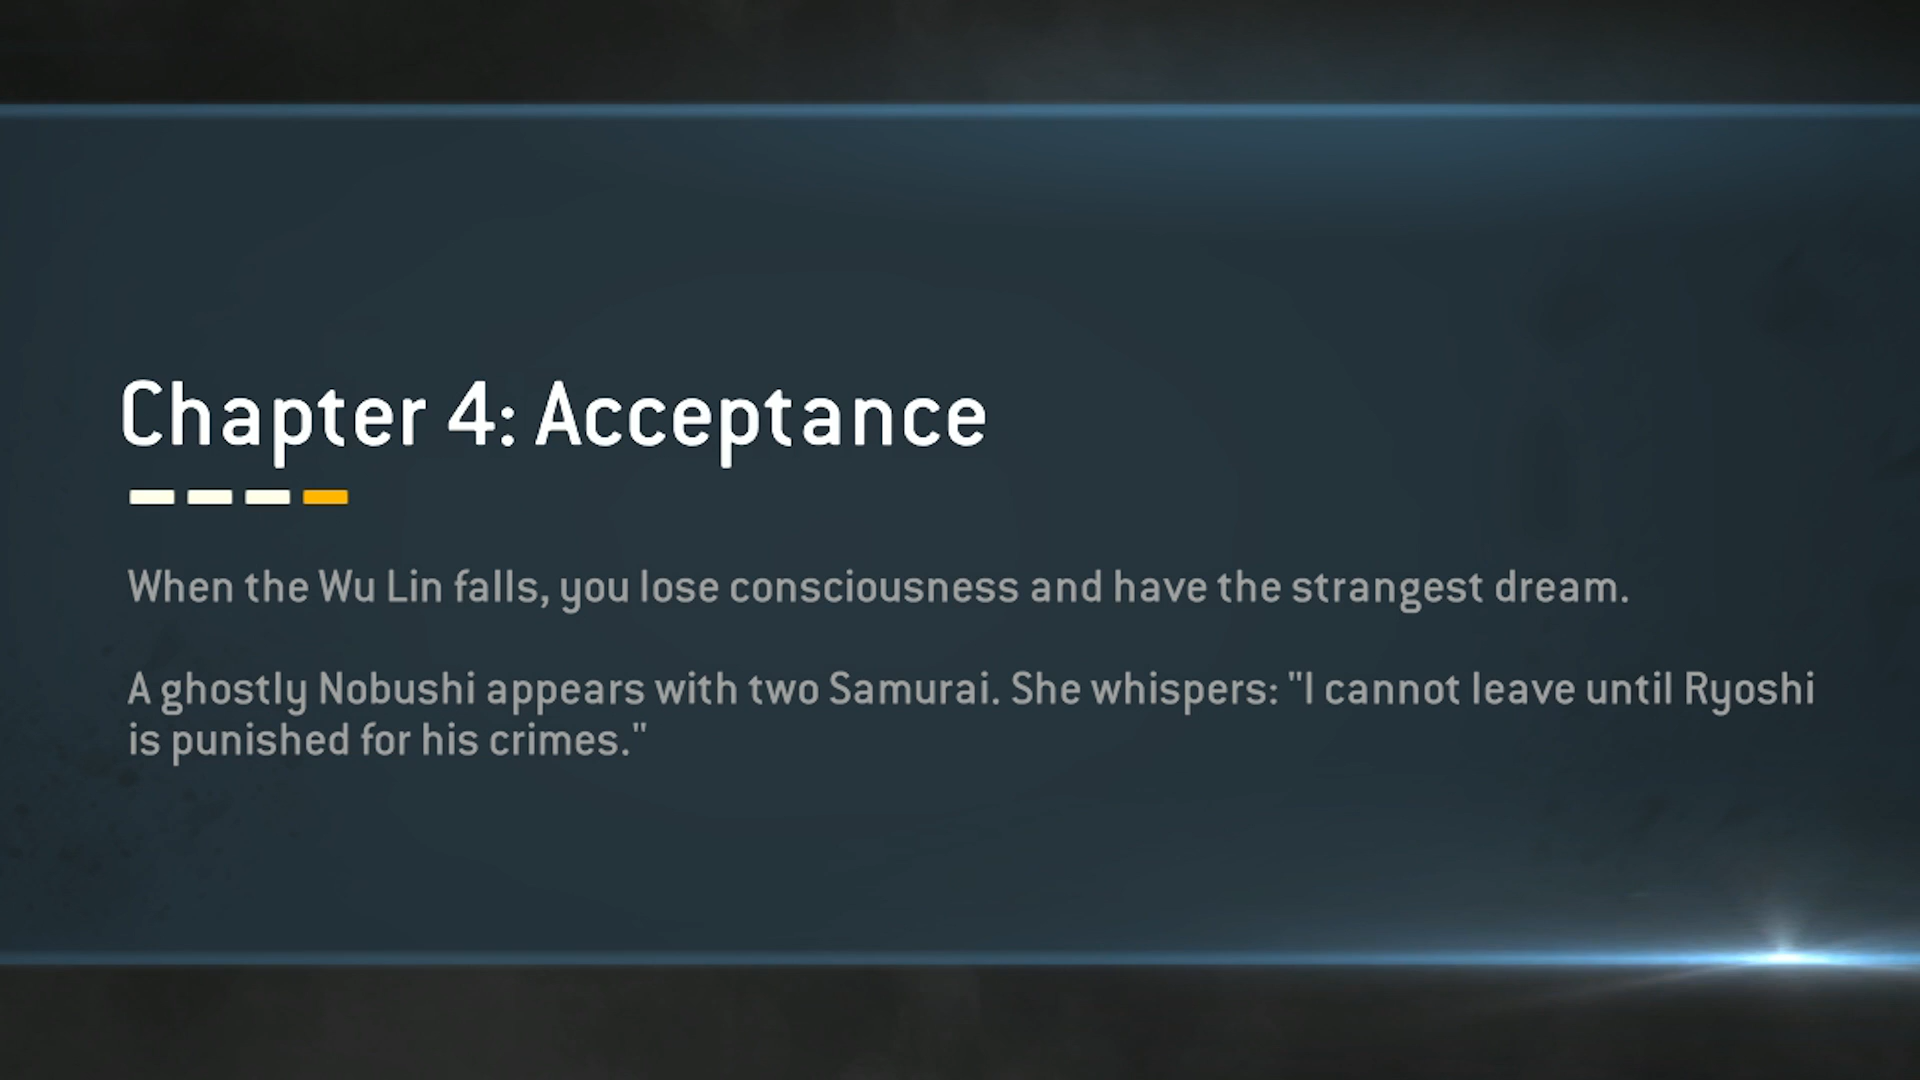 Chapter 4: Acceptance
When the Wu Lin falls, you lose consciousness and have the strangest dream.
A ghostly Nobushi appears with two Samurai. She whispers: "I cannot leave until Ryoshi
is punished for his crimes."